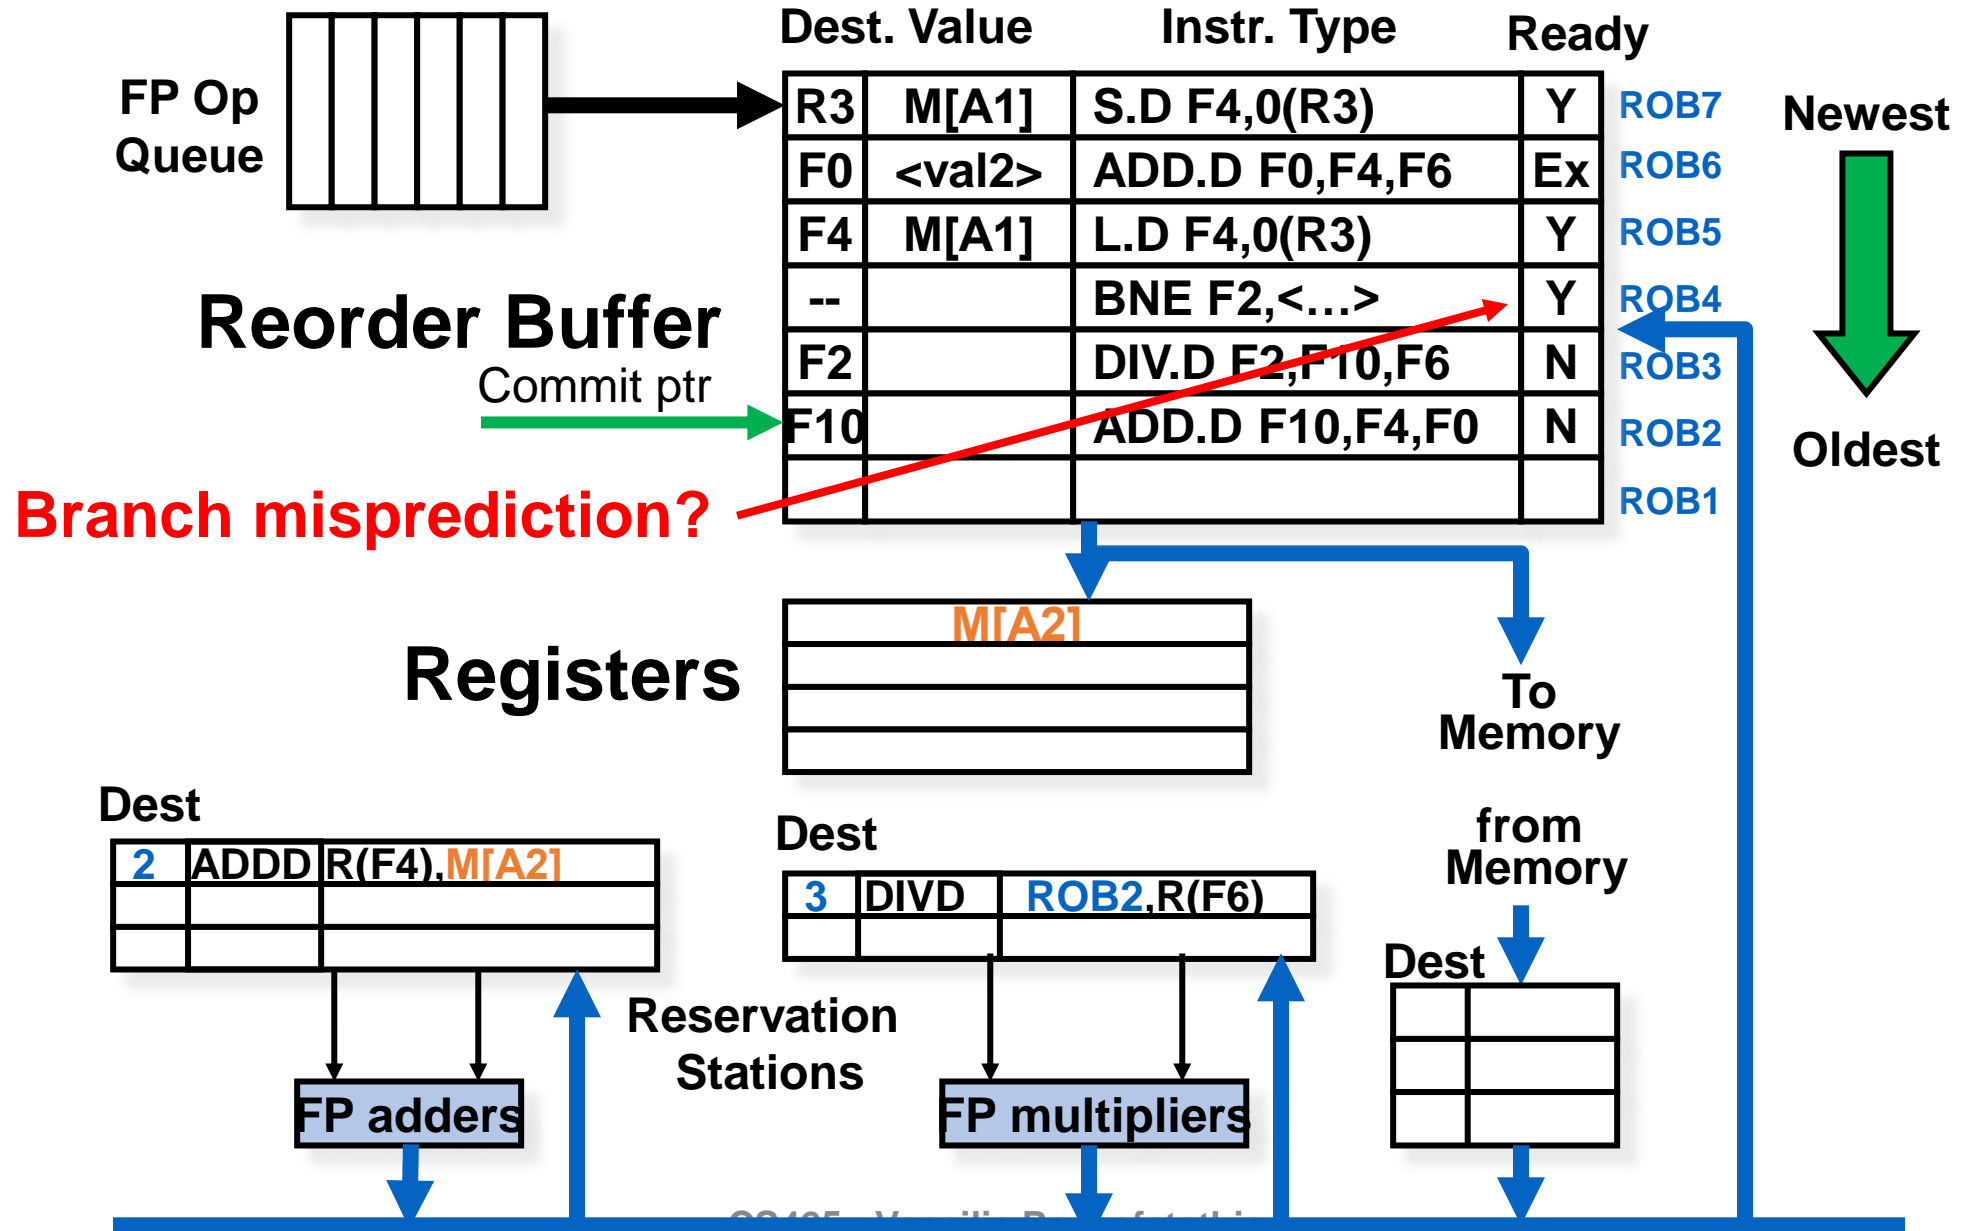 Dest. Value Instr. Type Ready
FP Op
Queue
R3 M[A1] S.D F4,0(R3) Y ROB7
F0 <val2> ADD.D F0,F4,F6 Ex ROB6
F4 M[A1] L.D F4,0(R3) Y ROB5
-- BNE F2,<…> Y ROB4
F2 DIV.D F2,F10,F6 N ROB3
F10 ADD.D F10,F4,F0 N ROB2
ROB1
Newest
Oldest
Reorder Buffer
Commit ptr
Branch misprediction?
Registers
M[A2]
To
Memory
Dest
2 ADDD R(F4),M[A2]
Dest
3 DIVD ROB2,R(F6)
from
Memory
Dest
Reservation
Stations
FP adders
FP multipliers